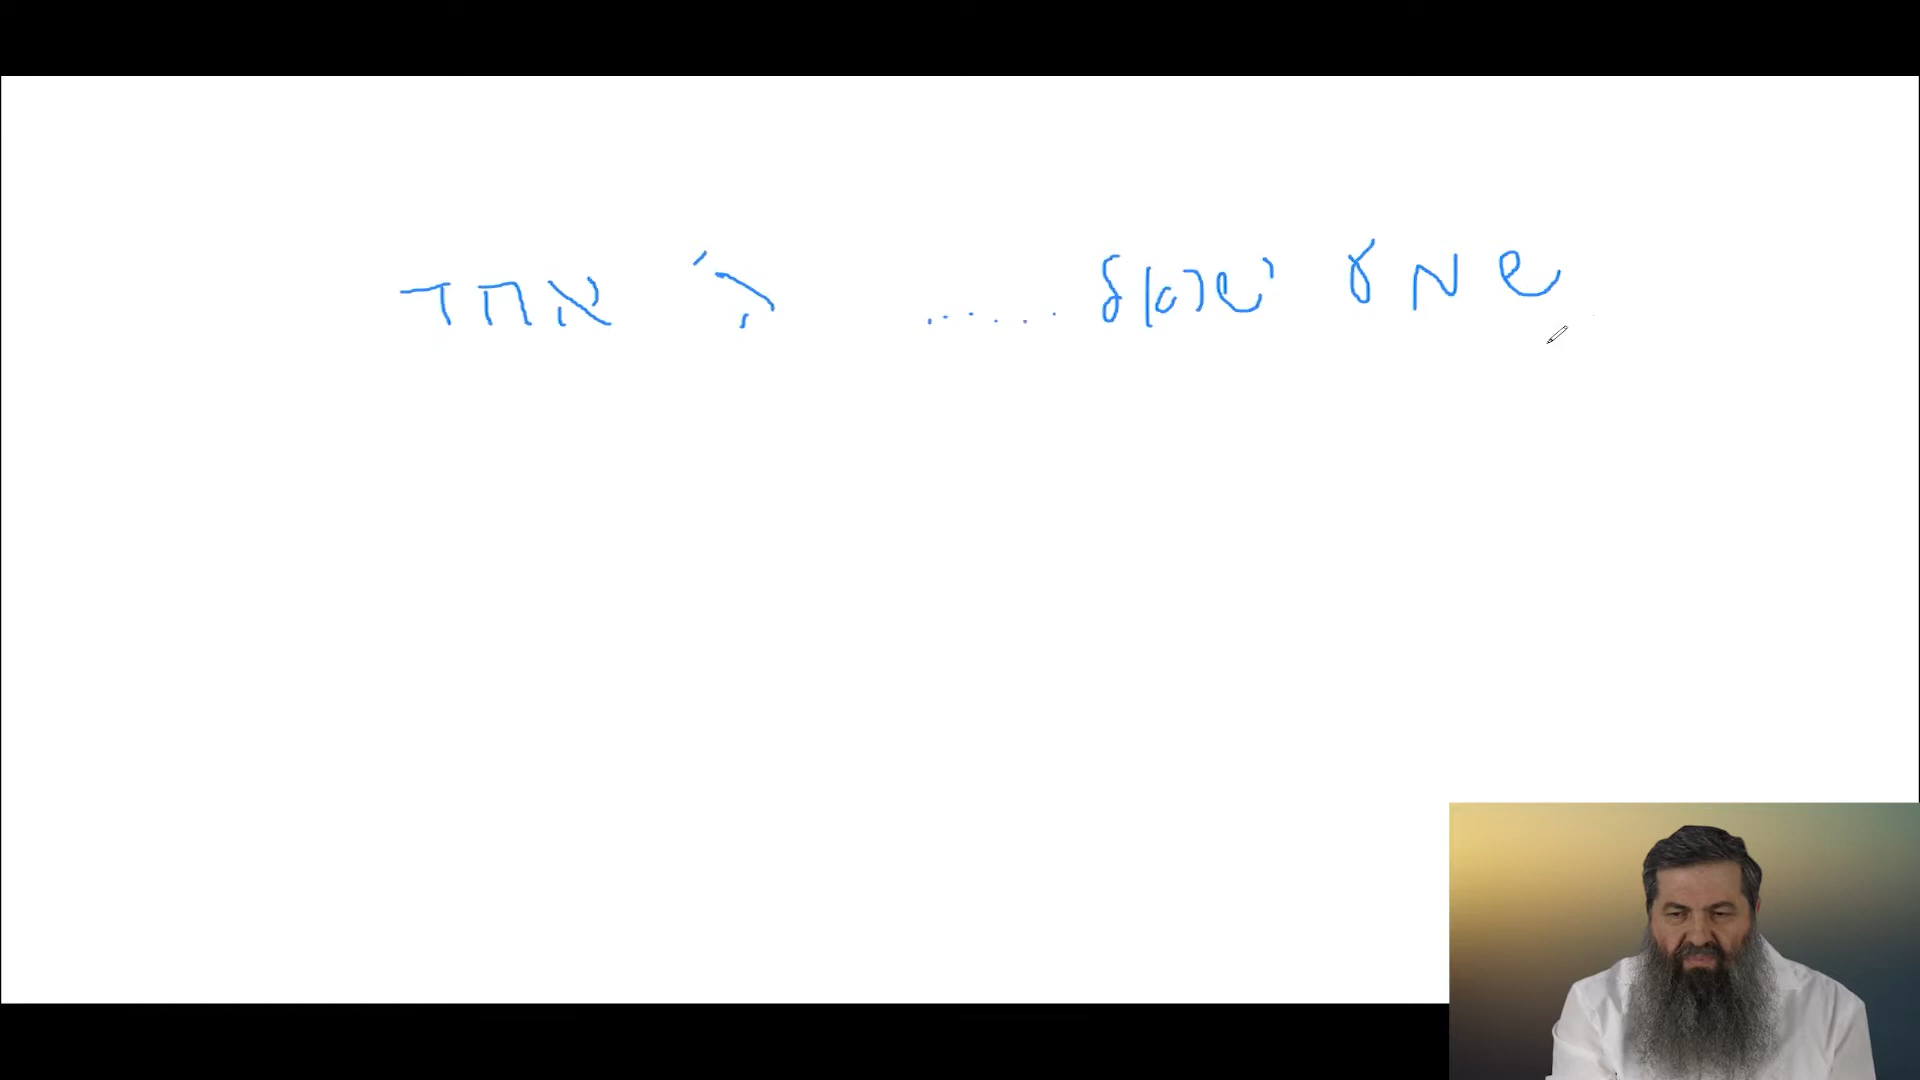 שמע ישראל ..... ה' אחד